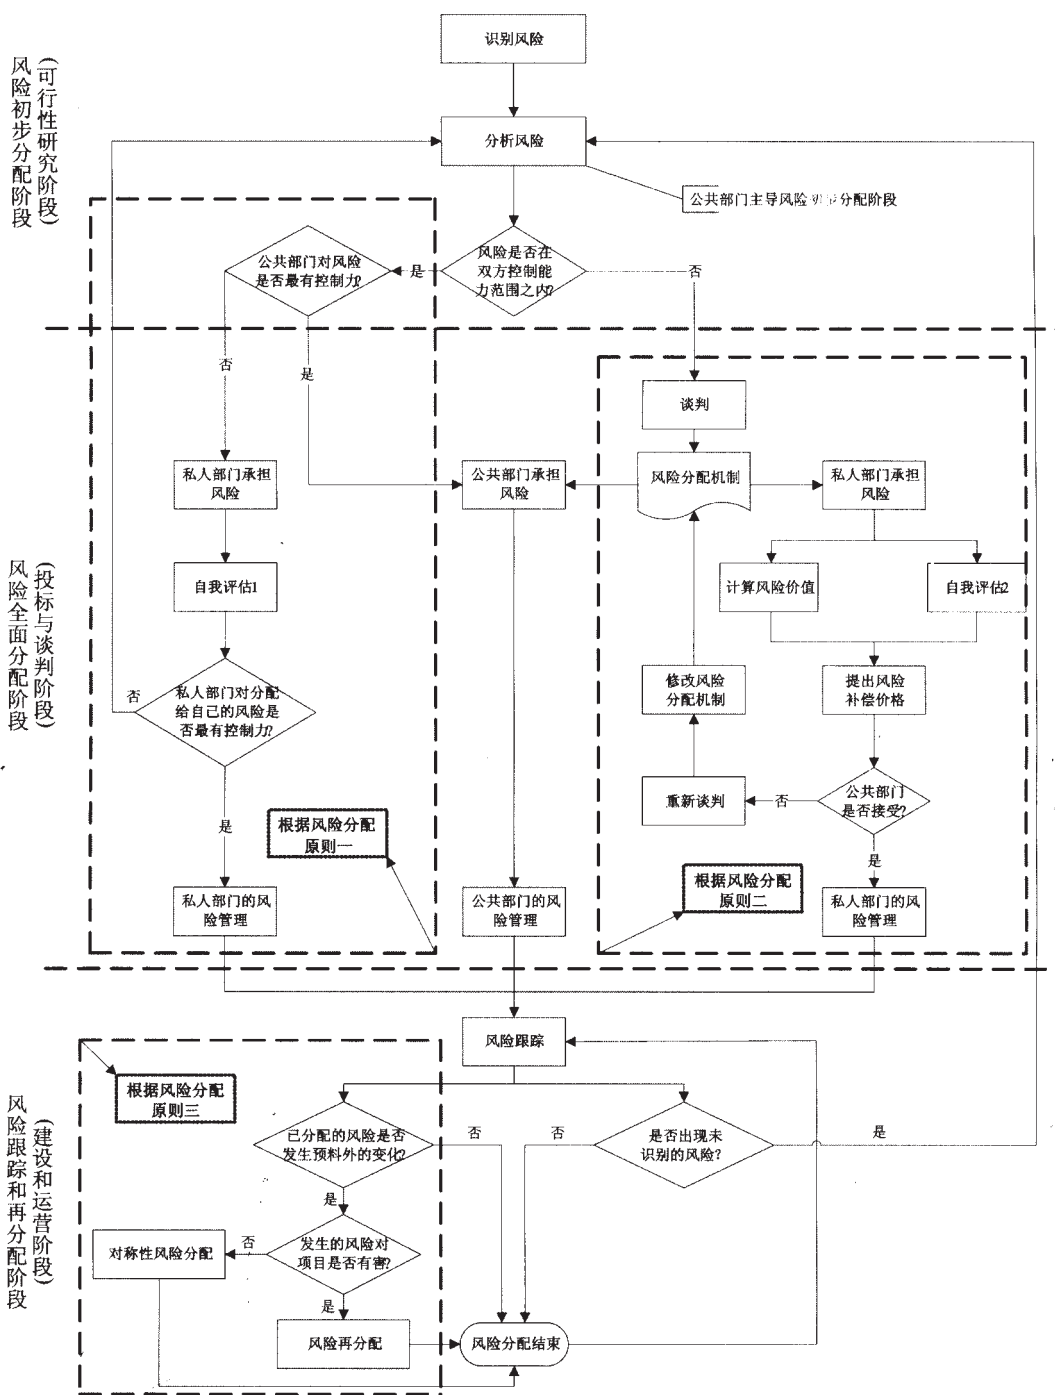 识别风险
(可行性研究阶段)
风险初步分配阶段
分析风险
公共部门主导风险
分配阶段
公共部门对风险
是否最有控制力?
是
风险是否在
双方控制能
力范围之内?
否
否
是
谈判
私人部门承担
风险
公共部门承担
风险
风险分配机制
私人部门承担
风险
(投标与谈判阶段)
风险全面分配阶段
自我评估1
计算风险价值
自我评估2
否
私人部门对分配
给自己的风险是
否最有控制力?
修改风险
分配机制
提出风险
补偿价格
重新谈判
否
公共部门
是否接受?
是
根据风险分配
原则一
是
根据风险分配
原则二
私人部门的风
险管理
公共部门的风
险管理
私人部门的风
险管理
风险跟踪
根据风险分配
原则三
(建设和运营阶段)
风险跟踪和再分配阶段
已分配的风险是否
发生预料外的变化?
否
否
是否出现未
识别的风险?
是
是
对称性风险分配
否
发生的风险对
项目是否有害?
是
风险再分配
风险分配结束